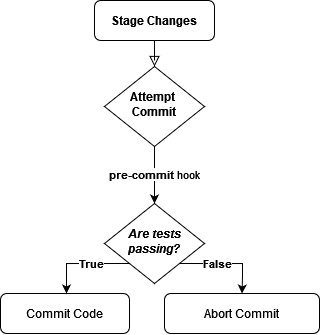 Stage Changes
Attempt
Commit
pre-commit hook
Are tests
passing?
True
False
Commit Code
Abort Commit